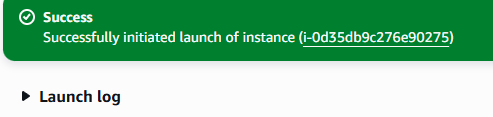 Success
Successfully initiated launch of instance (i-0d35db9c276e90275)
Launch log